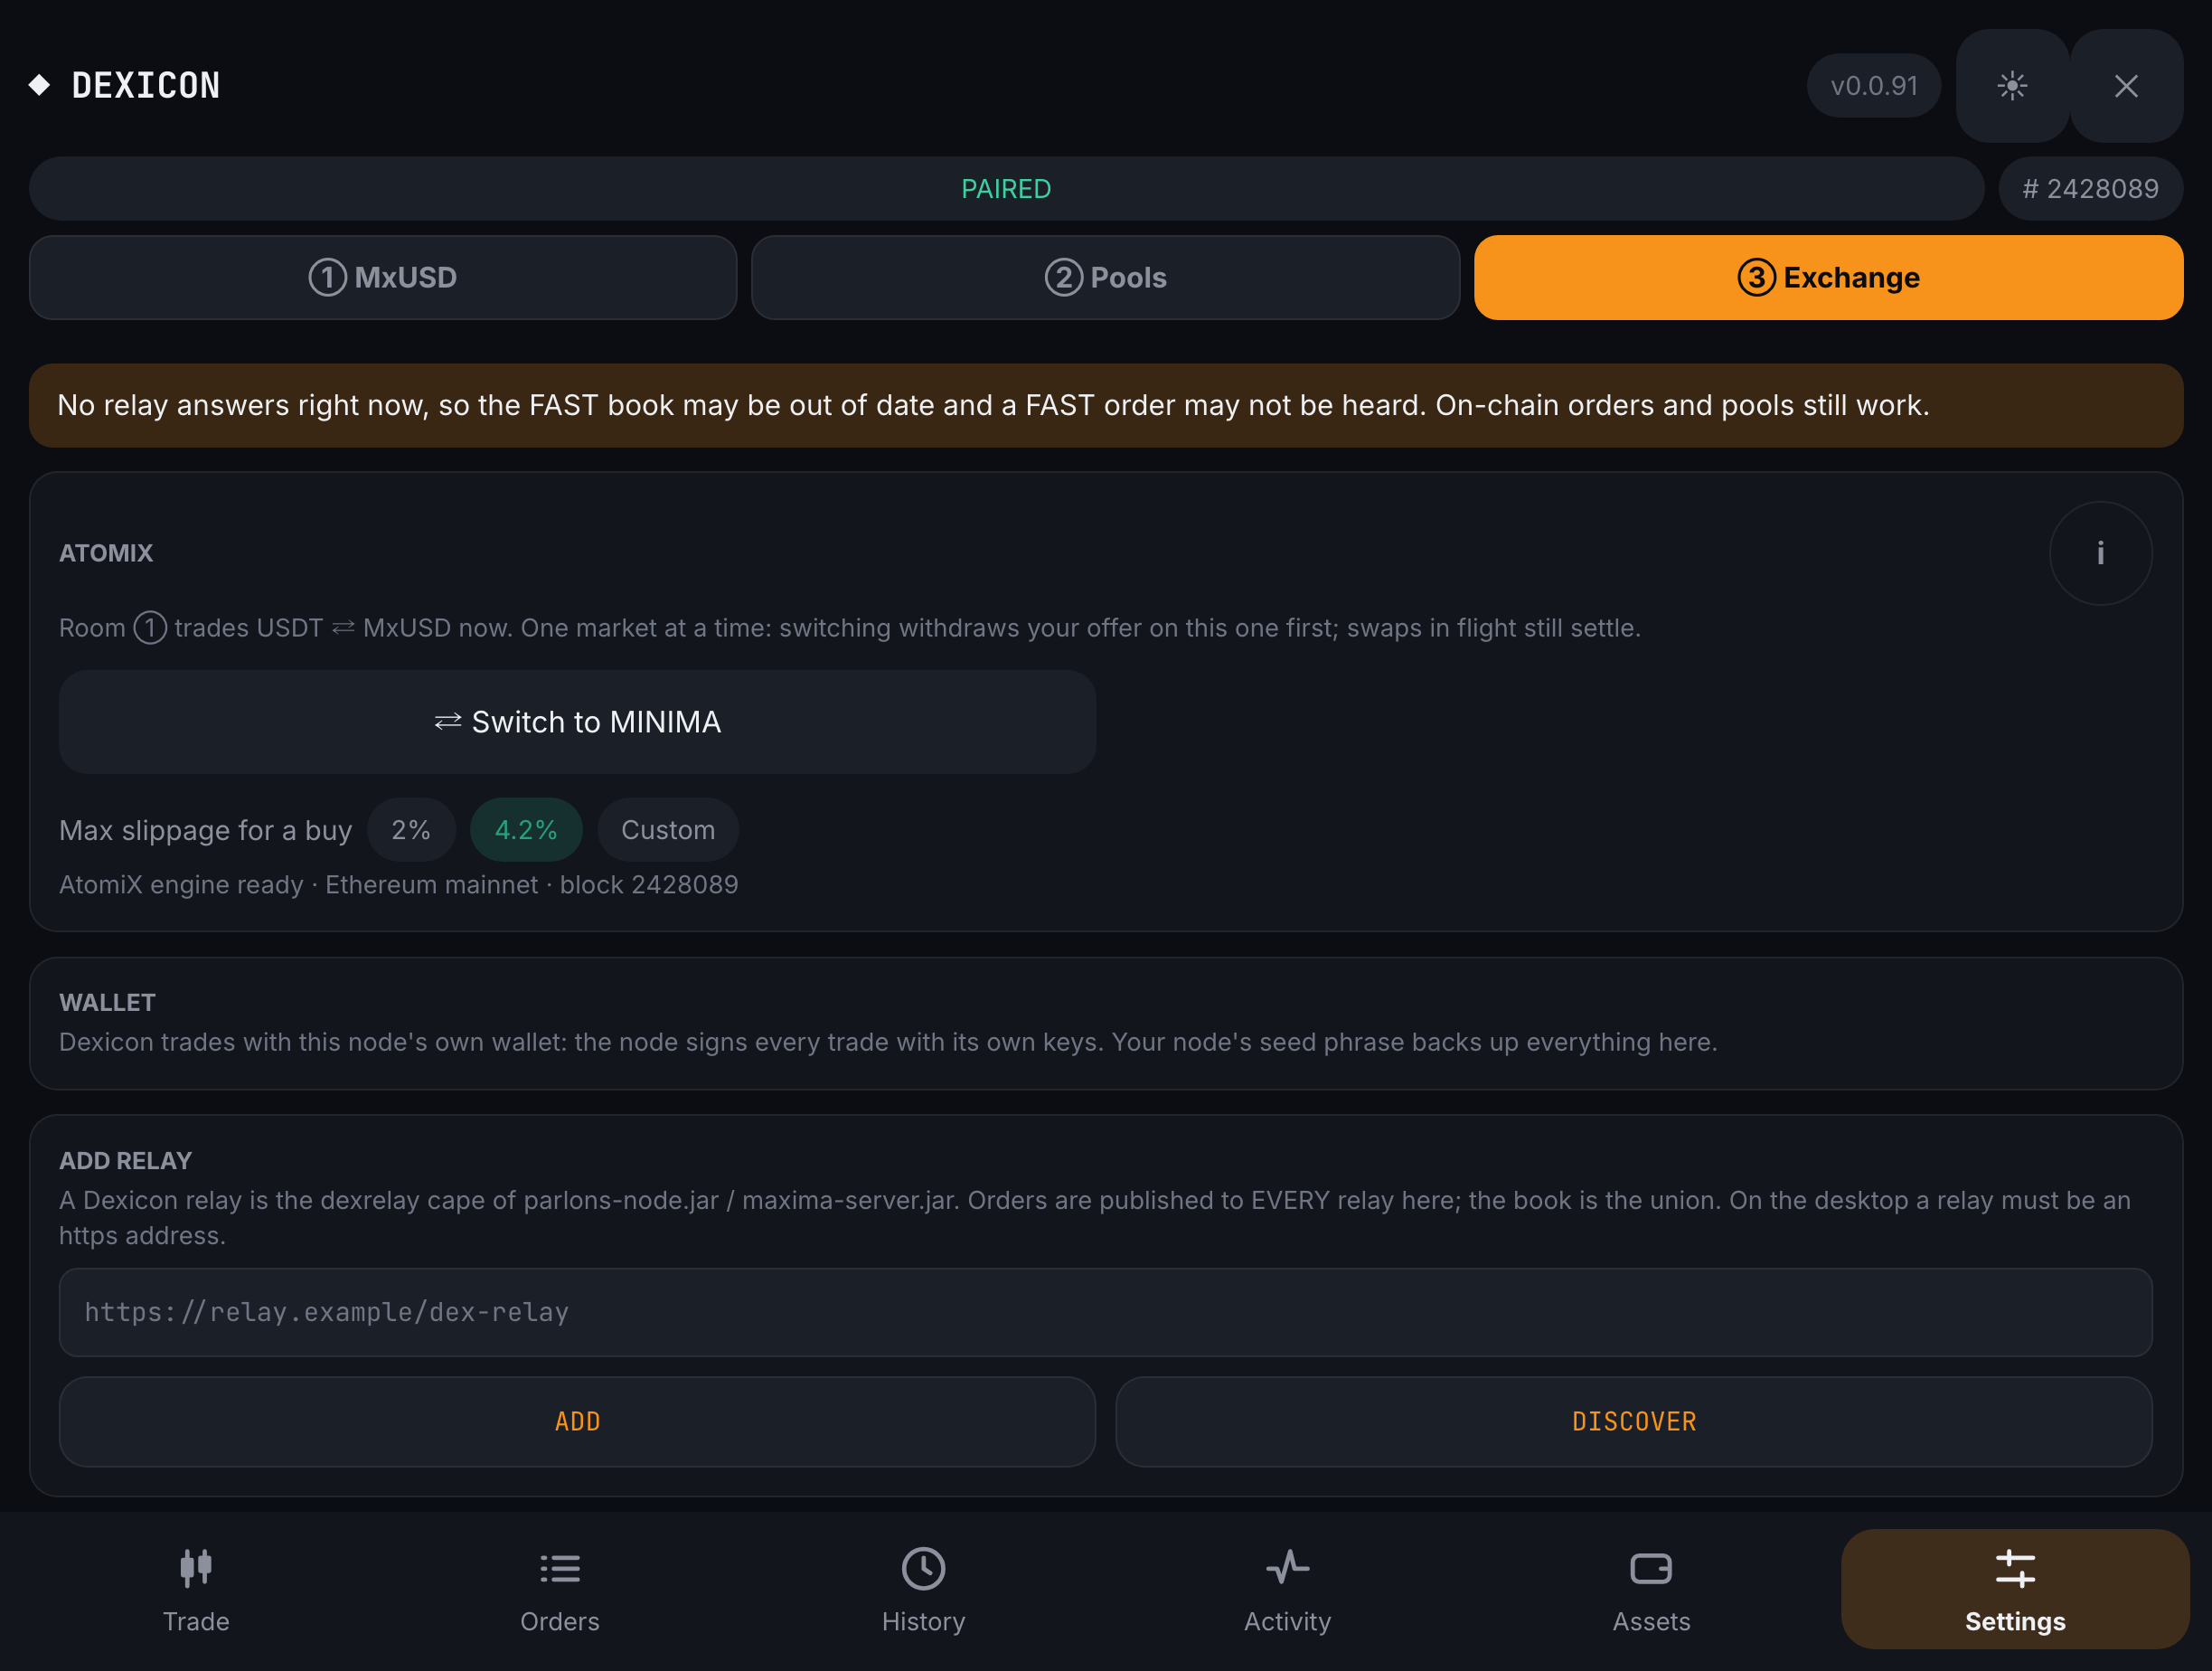 ◆ DEXICON
v0.0.91
PAIRED
# 2428089
① MxUSD
② Pools
③ Exchange
No relay answers right now, so the FAST book may be out of date and a FAST order may not be heard. On-chain orders and pools still work.
ATOMIX
i
Room ① trades USDT ⇄ MxUSD now. One market at a time: switching withdraws your offer on this one first; swaps in flight still settle.
⇄ Switch to MINIMA
Max slippage for a buy 2% 4.2% Custom
AtomiX engine ready · Ethereum mainnet · block 2428089
WALLET
Dexicon trades with this node's own wallet: the node signs every trade with its own keys. Your node's seed phrase backs up everything here.
ADD RELAY
A Dexicon relay is the dexrelay cape of parlons-node.jar / maxima-server.jar. Orders are published to EVERY relay here; the book is the union. On the desktop a relay must be an
https address.
https://relay.example/dex-relay
ADD
DISCOVER
Trade
Orders
History
Activity
Assets
Settings